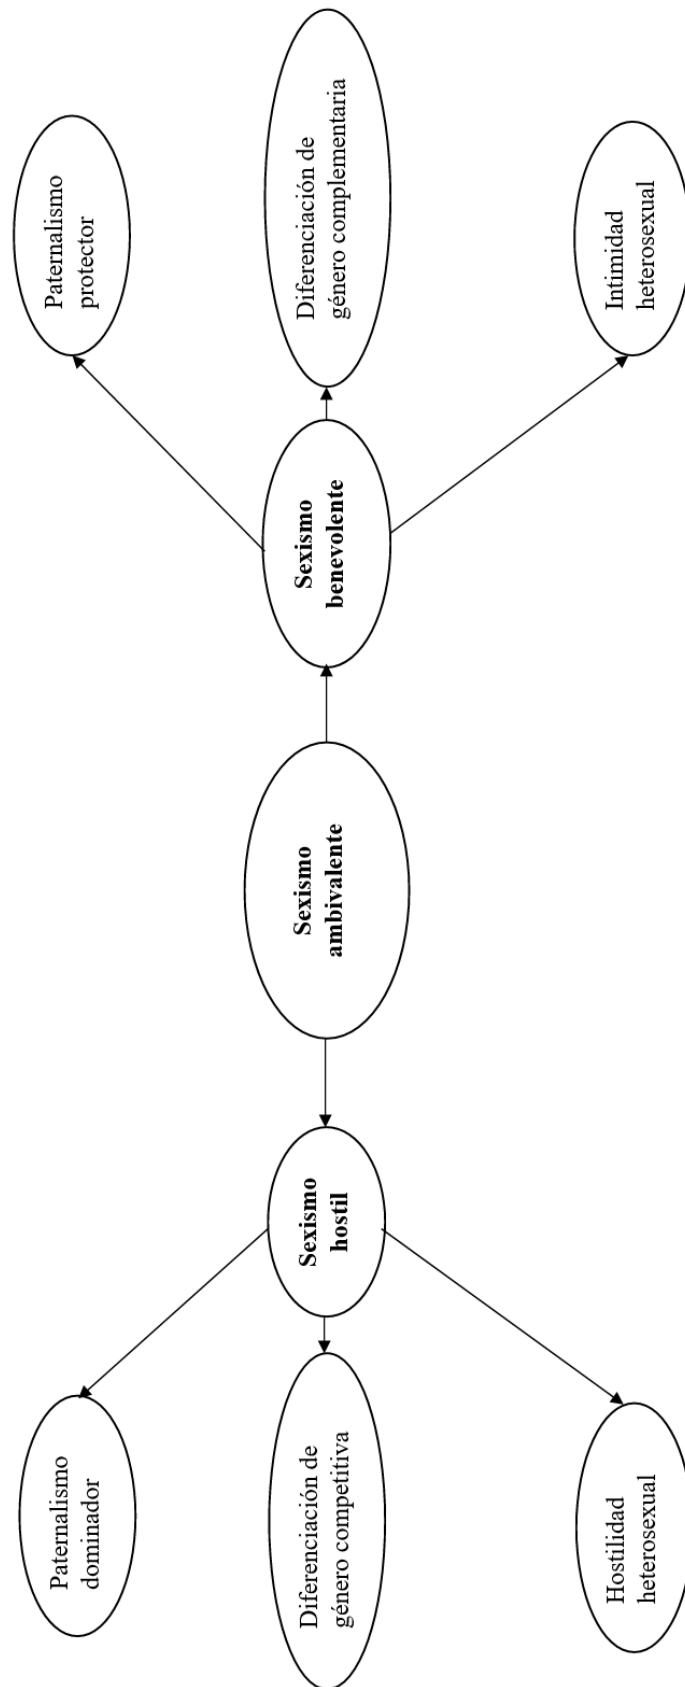 Paternalismo
dominador
Paternalismo
protector
Diferenciación de
género competitiva
Sexismo
hostil
Sexismo
ambivalente
Sexismo
benevolente
Diferenciación de
género complementaria
Hostilidad
heterosexual
Intimidad
heterosexual